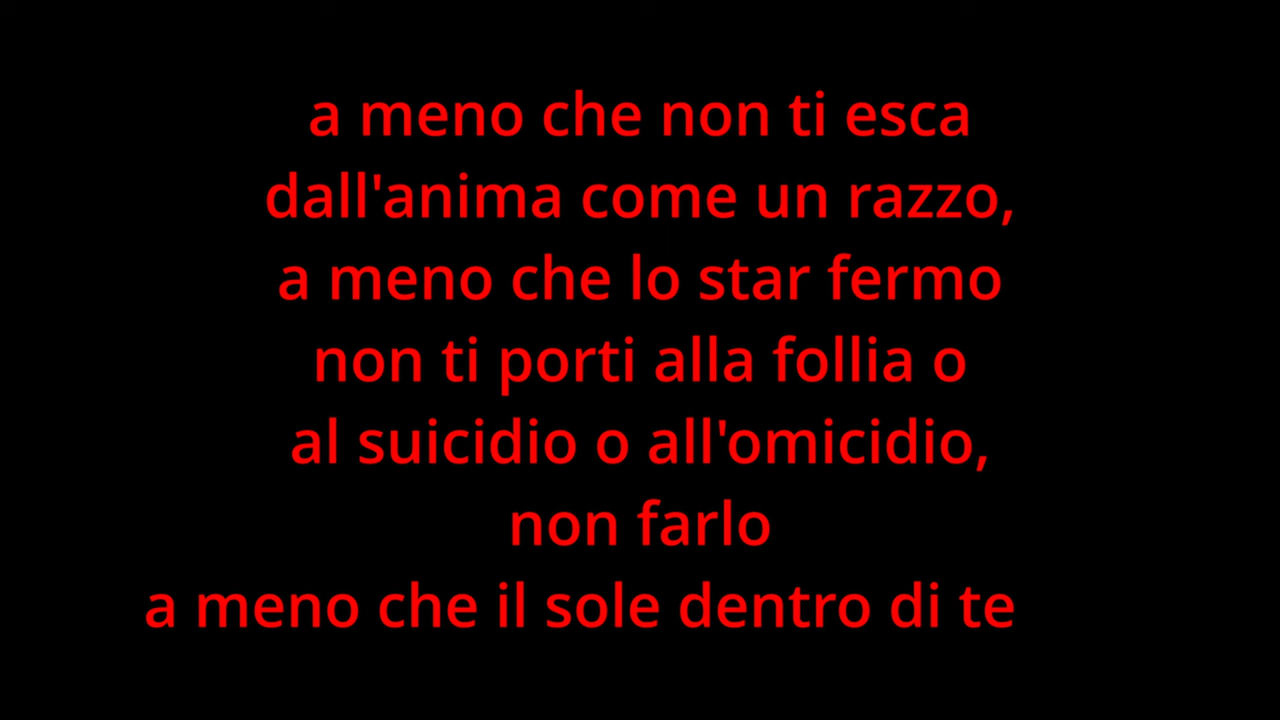 a meno che non ti esca
dall'anima come un razzo,
a meno che lo star fermo
non ti porti alla follia o
al suicidio o all'omicidio,
non farlo
a meno che il sole dentro di te